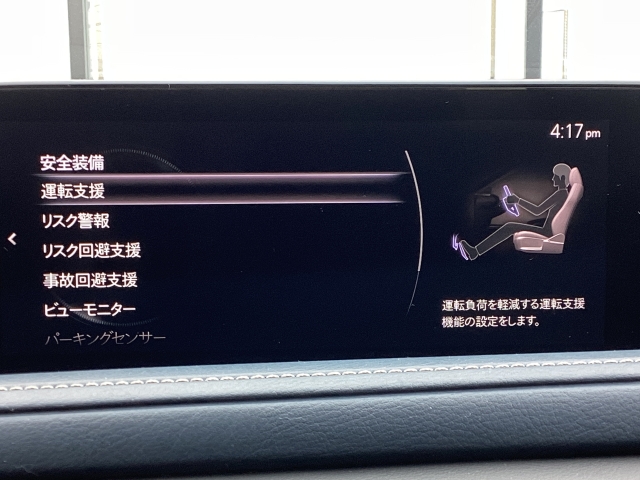 4:17 pm
安全装備
運転支援
リスク警報
リスク回避支援
事故回避支援
ビューモニター
パーキングセンサー
運転負荷を軽減する運転支援
機能の設定をします。